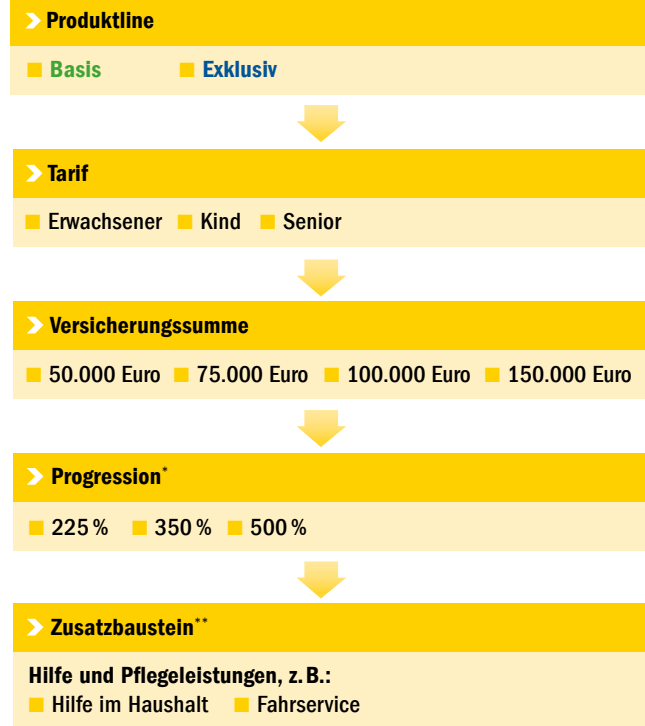 Produktline
Basis Exklusiv
Tarif
Erwachsener Kind Senior
Versicherungssumme
50.000 Euro 75.000 Euro 100.000 Euro 150.000 Euro
Progression*
225 % 350 % 500 %
Zusatzbaustein**
Hilfe und Pflegeleistungen, z. B.:
Hilfe im Haushalt Fahrservice